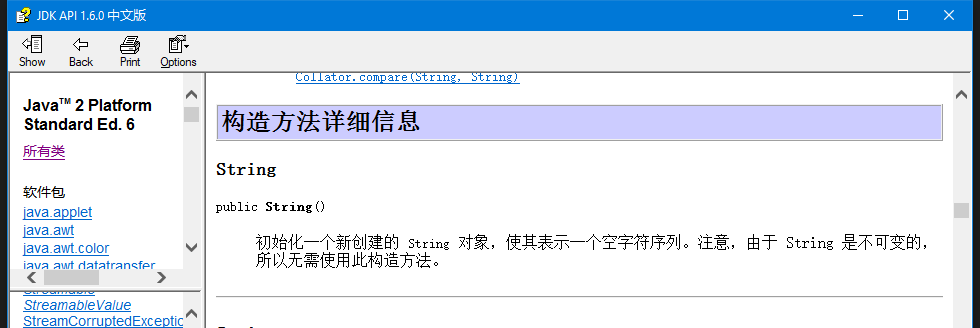 JDK API 1.6.0 中文版
Show
Back
Print
Options
Java™ 2 Platform
Standard Ed. 6
所有类
软件包
java.applet
java.awt
java.awt.color
java.awt.datatransfer
StreamableValue
StreamCorruptedExceptio
Collator.compare(String, String)
构造方法详细信息
String
public String()
初始化一个新创建的 String 对象，使其表示一个空字符序列。注意，由于 String 是不可变的，
所以无需使用此构造方法。